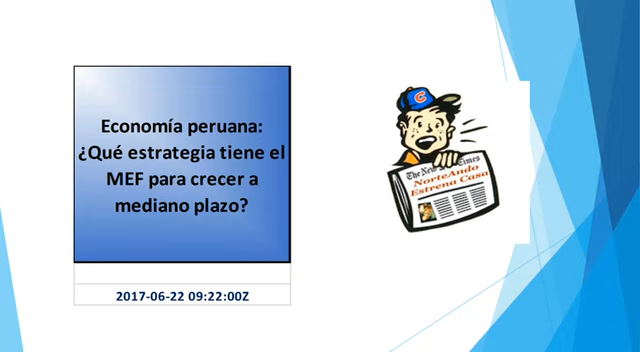 Economía peruana:
¿Qué estrategia tiene el
MEF para crecer a
mediano plazo?
2017-06-22 09:22:00Z
C
The New York Times
NorteAndo
Estrena Casa